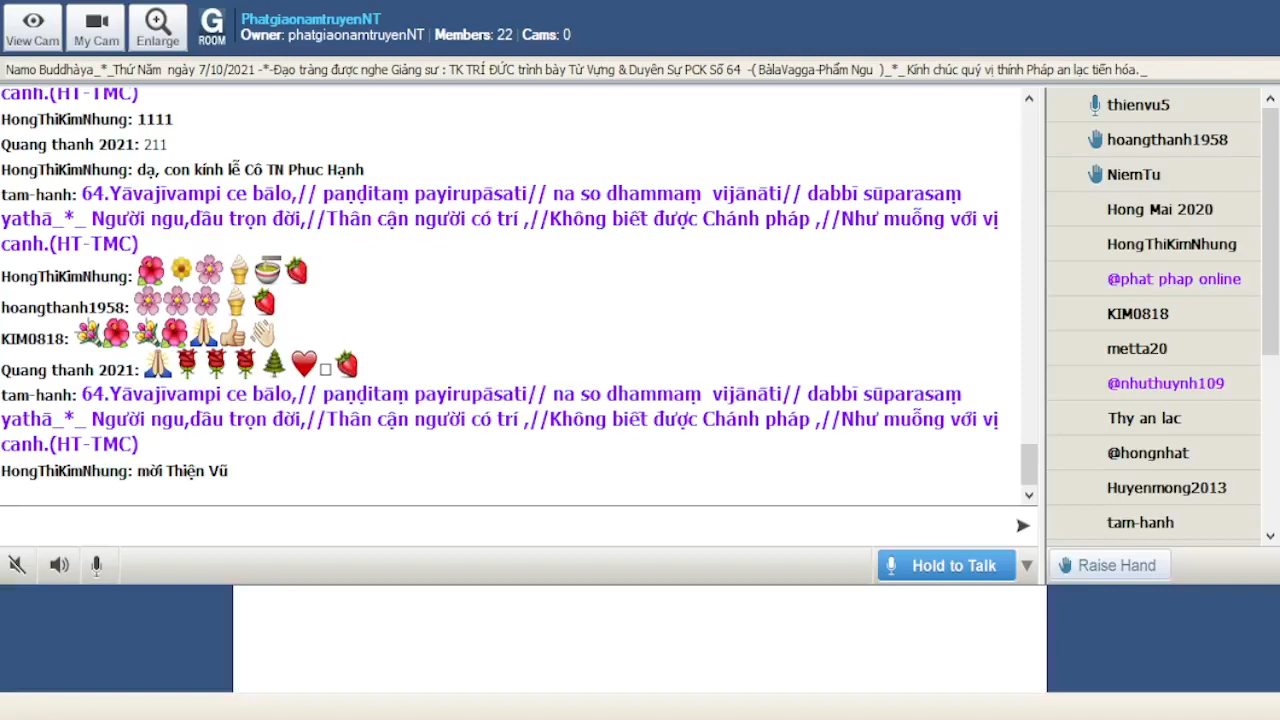 View Cam
My Cam
Enlarge
G
ROOM
PhatgiaonamtruyenNT
Owner: phatgiaonamtruyenNT | Members: 22 | Cams: 0
Namo Buddhàya_*_Thứ Năm ngày 7/10/2021 -*-Đạo tràng được nghe Giảng sư : TK TRÍ ĐỨC trình bày Từ Vựng & Duyên Sự PCK Số 64 -( BàlaVagga-Phẩm Ngu )_*_ Kính chúc quý vị thính Pháp an lạc tiến hóa._
canh.(HT-TMC)
HongThiKimNhung: 1111
Quang thanh 2021: 211
HongThiKimNhung: dạ, con kính lễ Cô TN Phuc Hạnh
tam-hanh: 64.Yāvajīvampi ce bālo,// paṇḍitaṃ payirupāsati// na so dhammaṃ vijānāti// dabbī sūparasaṃ
yathā_*_ Người ngu,dầu trọn đời,//Thân cận người có trí ,//Không biết được Chánh pháp ,//Như muỗng với vị
canh.(HT-TMC)
HongThiKimNhung:
hoangthanh1958:
KIM0818:
Quang thanh 2021:
tam-hanh: 64.Yāvajīvampi ce bālo,// paṇḍitaṃ payirupāsati// na so dhammaṃ vijānāti// dabbī sūparasaṃ
yathā_*_ Người ngu,dầu trọn đời,//Thân cận người có trí ,//Không biết được Chánh pháp ,//Như muỗng với vị
canh.(HT-TMC)
HongThiKimNhung: mời Thiện Vũ
Hold to Talk
thienvu5
hoangthanh1958
NiemTu
Hong Mai 2020
HongThiKimNhung
@phat phap online
KIM0818
metta20
@nhuthuynh109
Thy an lac
@hongnhat
Huyenmong2013
tam-hanh
Raise Hand